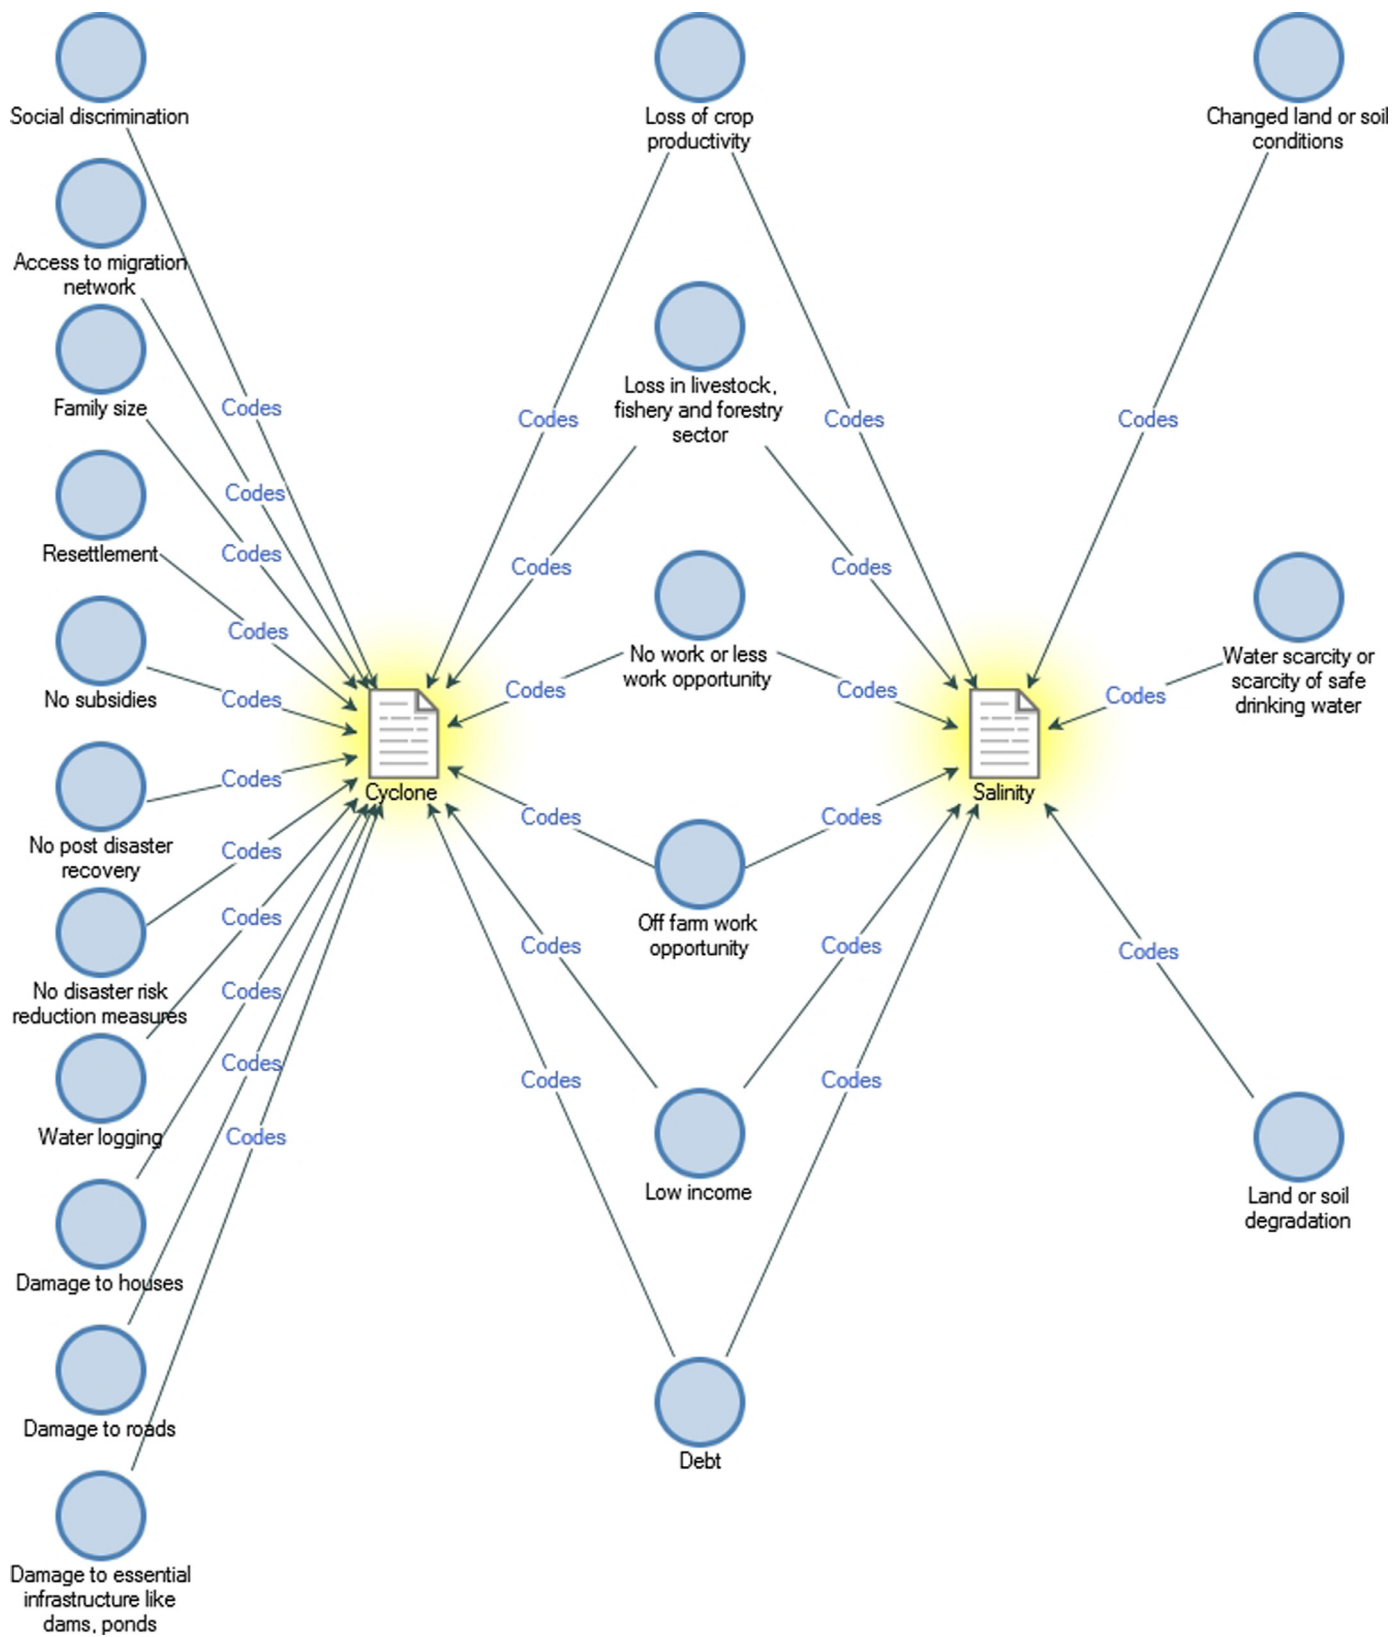 Social discrimination
Loss of crop
productivity
Changed land or soil
conditions
Access to migration
network
Family size
Loss in livestock,
fishery and forestry
sector
Codes
Codes
Codes
Codes
Codes
Resettlement
Codes
Codes
Codes
Codes
No work or less
work opportunity
Water scarcity or
scarcity of safe
drinking water
No subsidies
Codes
Codes
Codes
Codes
Codes
Codes
Cyclone
Salinity
No post disaster
recovery
Codes
Codes
Codes
Off farm work
opportunity
No disaster risk
reduction measures
Codes
Codes
Codes
Codes
Codes
Codes
Codes
Codes
Water logging
Codes
Low income
Land or soil
degradation
Damage to houses
Damage to roads
Debt
Damage to essential
infrastructure like
dams, ponds